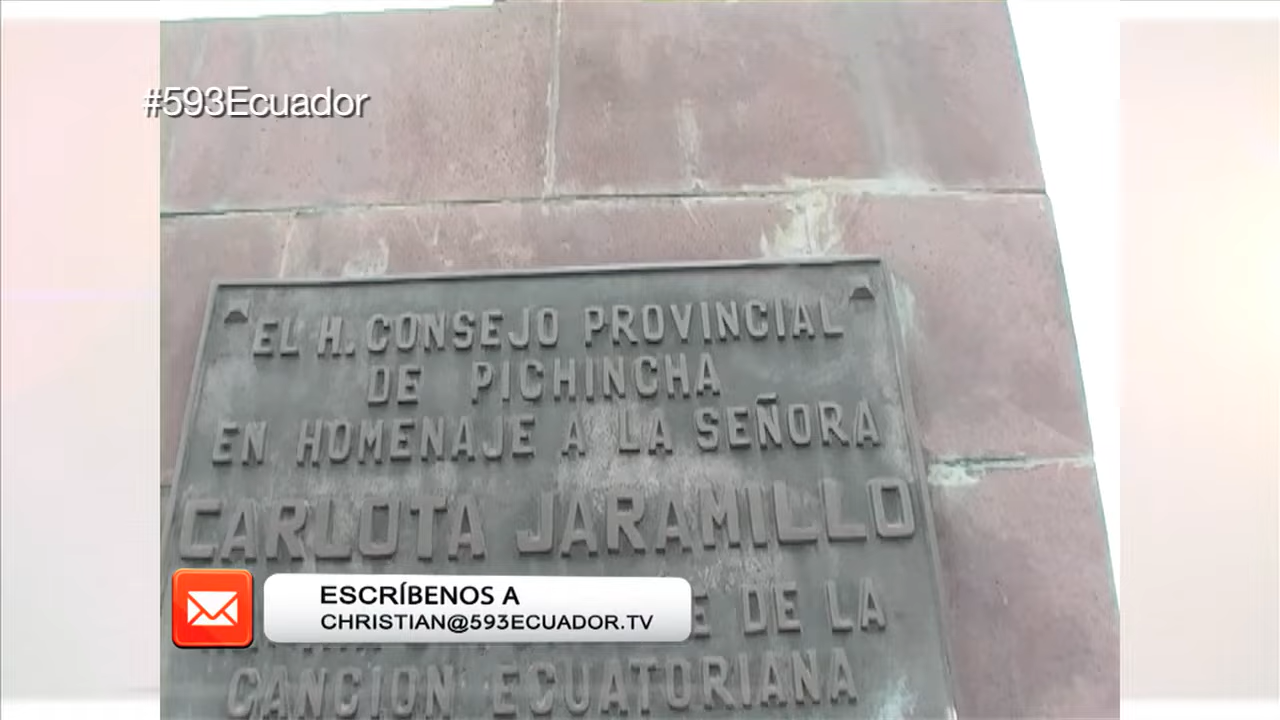 #593Ecuador
EL H. CONSEJO PROVINCIAL
DE PICHINCHA
EN HOMENAJE A LA SEÑORA
CARLOTA JARAMILLO
DE LA
CANCION ECUATORIANA
ESCRÍBENOS A
CHRISTIAN@593ECUADOR.TV